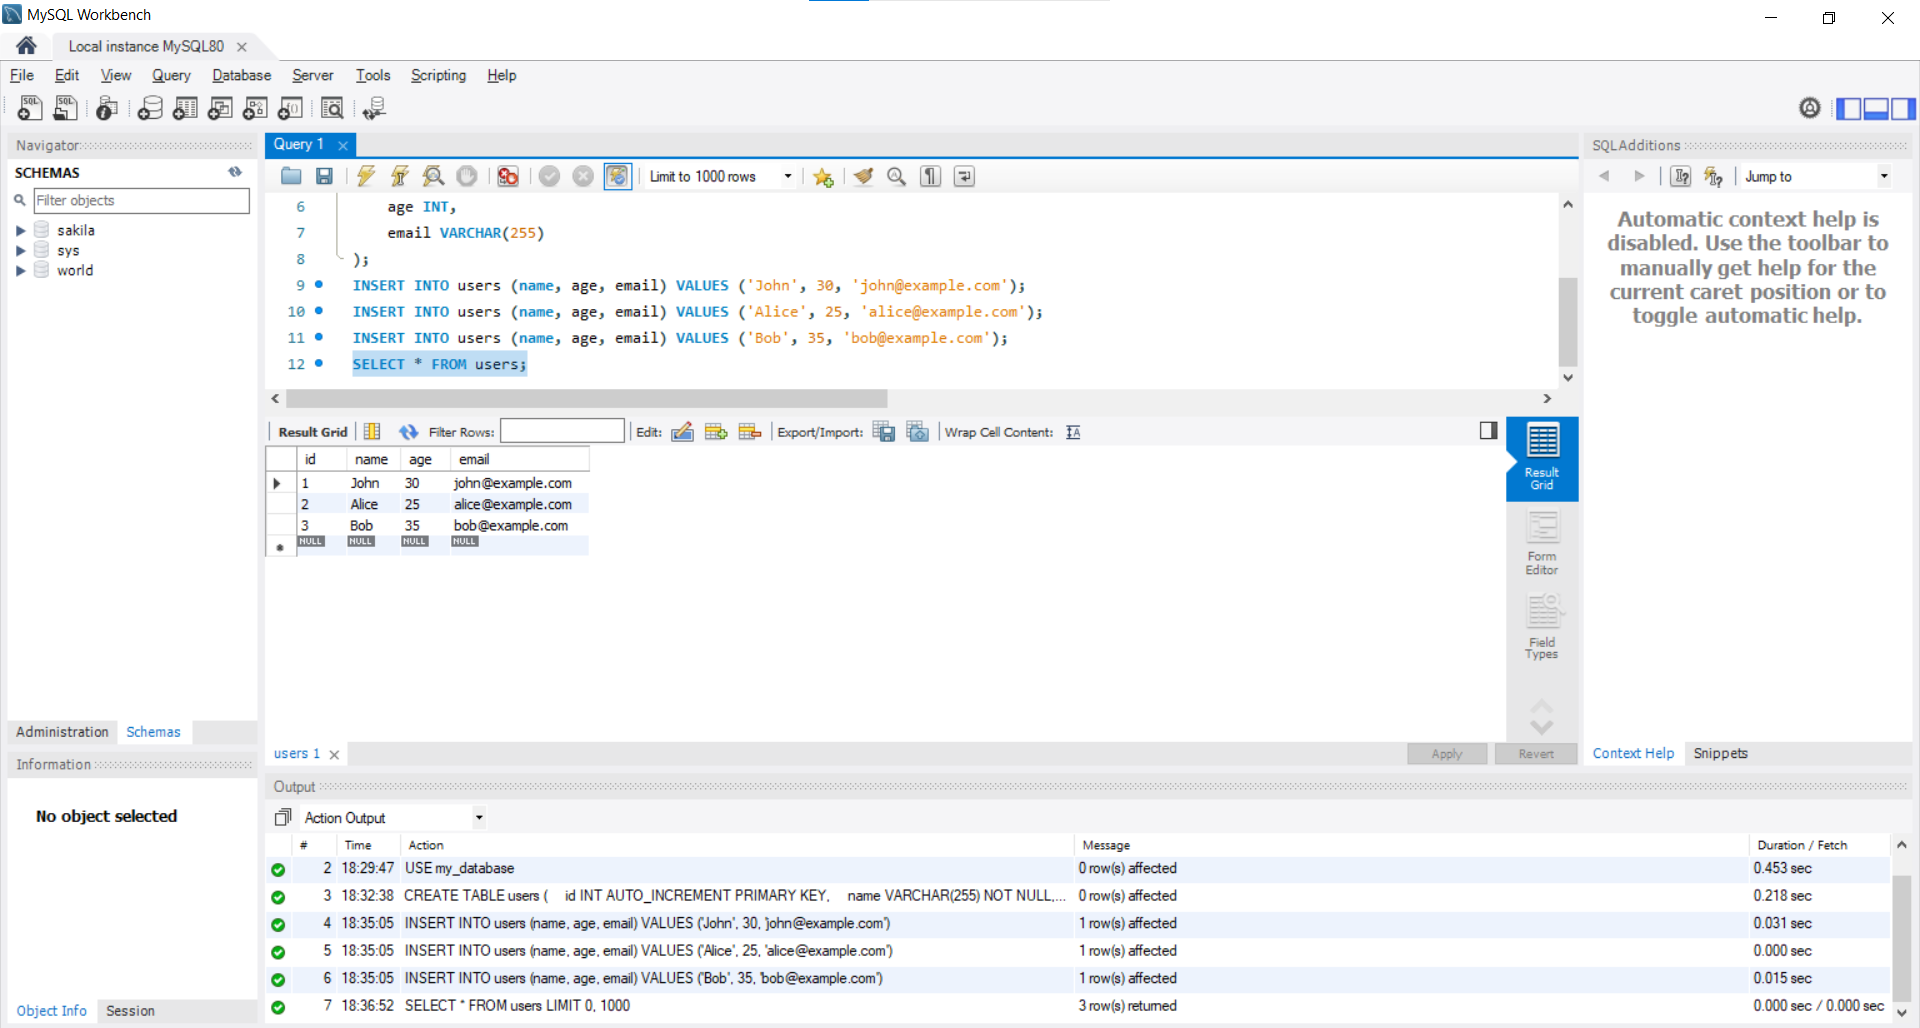 MySQL Workbench
Local instance MySQL80
File Edit View Query Database Server Tools Scripting Help
Navigator
SCHEMAS
Filter objects
sakila
sys
world
Administration Schemas
Information
No object selected
Object Info Session
Query 1
Limit to 1000 rows
6 age INT,
7 email VARCHAR(255)
8 );
9 INSERT INTO users (name, age, email) VALUES ('John', 30, 'john@example.com');
10 INSERT INTO users (name, age, email) VALUES ('Alice', 25, 'alice@example.com');
11 INSERT INTO users (name, age, email) VALUES ('Bob', 35, 'bob@example.com');
12 SELECT * FROM users;
Result Grid Filter Rows: Edit: Export/Import: Wrap Cell Content:
id name age email
1 John 30 john@example.com
2 Alice 25 alice@example.com
3 Bob 35 bob@example.com
NULL NULL NULL NULL
Result
Grid
Form
Editor
Field
Types
users 1
Apply Revert
SQLAdditions
Jump to
Automatic context help is
disabled. Use the toolbar to
manually get help for the
current caret position or to
toggle automatic help.
Context Help Snippets
Output
Action Output
# Time Action Message Duration / Fetch
2 18:29:47 USE my_database 0 row(s) affected 0.453 sec
3 18:32:38 CREATE TABLE users ( id INT AUTO_INCREMENT PRIMARY KEY, name VARCHAR(255) NOT NULL,... 0 row(s) affected 0.218 sec
4 18:35:05 INSERT INTO users (name, age, email) VALUES ('John', 30, 'john@example.com') 1 row(s) affected 0.031 sec
5 18:35:05 INSERT INTO users (name, age, email) VALUES ('Alice', 25, 'alice@example.com') 1 row(s) affected 0.000 sec
6 18:35:05 INSERT INTO users (name, age, email) VALUES ('Bob', 35, 'bob@example.com') 1 row(s) affected 0.015 sec
7 18:36:52 SELECT * FROM users LIMIT 0, 1000 3 row(s) returned 0.000 sec / 0.000 sec